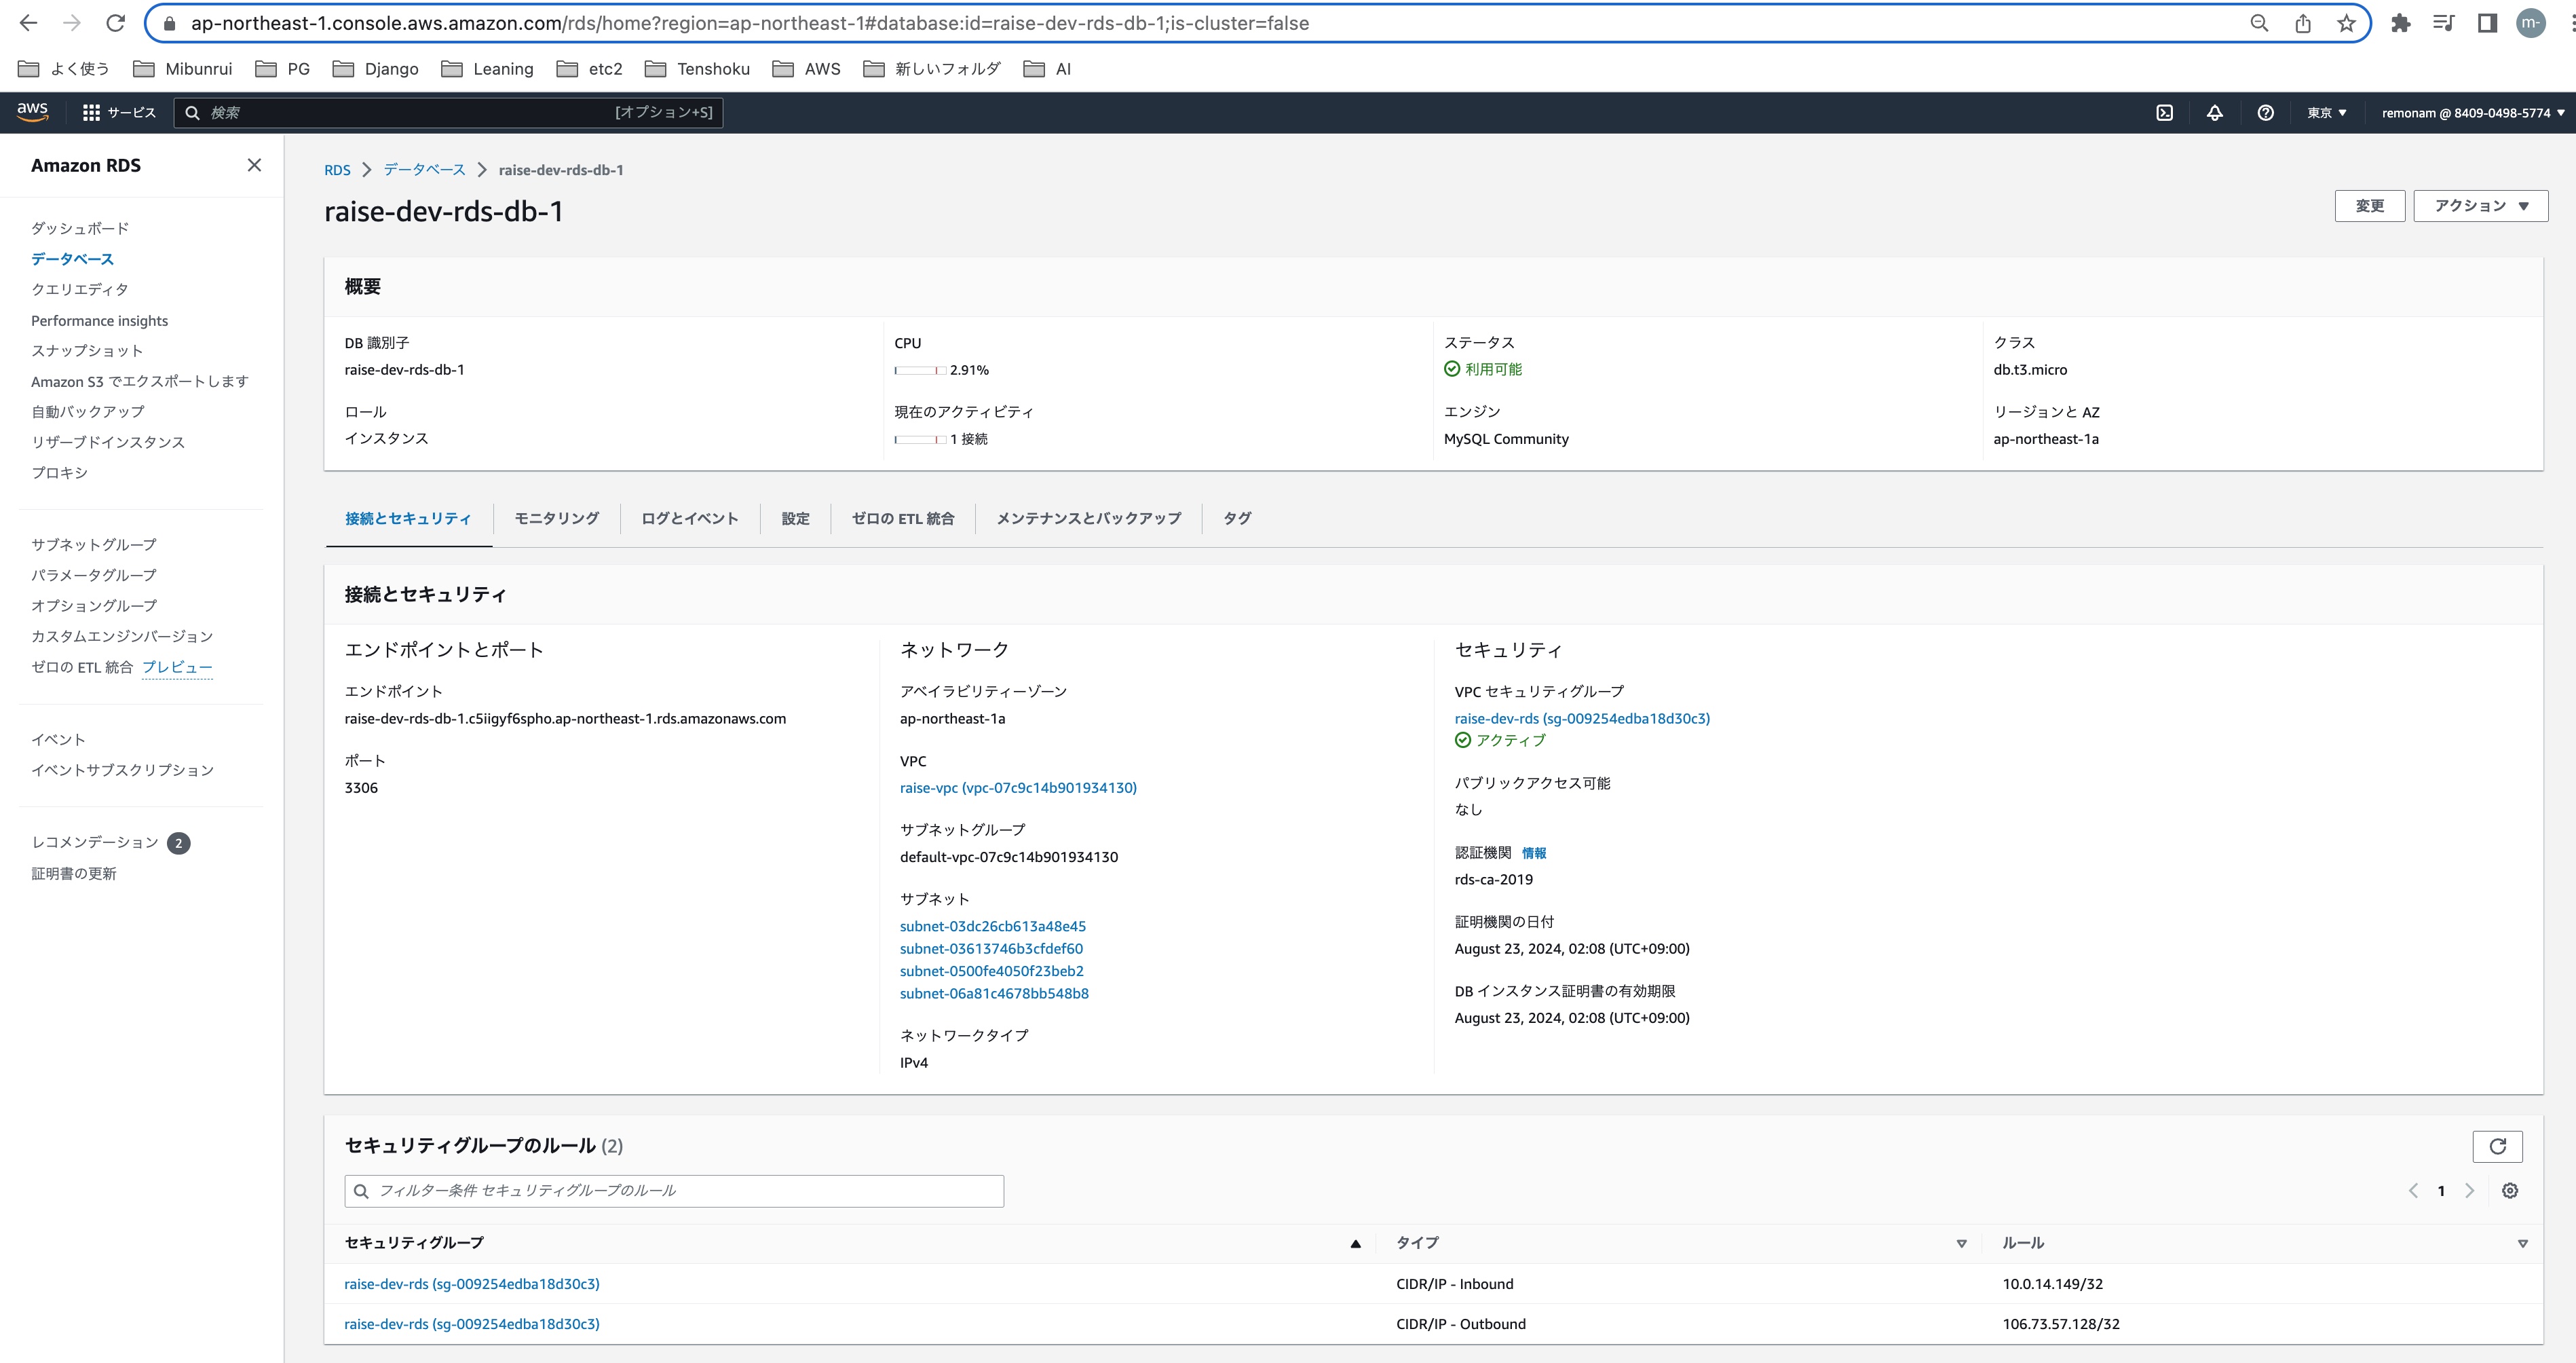 ap-northeast-1.console.aws.amazon.com/rds/home?region=ap-northeast-1#database:id=raise-dev-rds-db-1;is-cluster=false
m-
よく使う Mibunrui PG Django Leaning etc2 Tenshoku AWS 新しいフォルダ AI
aws サービス 検索 [オプション+S] 東京 ▼ remonam @ 8409-0498-5774 ▼
Amazon RDS
ダッシュボード
データベース
クエリエディタ
Performance insights
スナップショット
Amazon S3 でエクスポートします
自動バックアップ
リザーブドインスタンス
プロキシ
サブネットグループ
パラメータグループ
オプショングループ
カスタムエンジンバージョン
ゼロの ETL 統合 プレビュー
イベント
イベントサブスクリプション
レコメンデーション 2
証明書の更新
RDS > データベース > raise-dev-rds-db-1
raise-dev-rds-db-1
変更 アクション ▼
概要
DB 識別子
raise-dev-rds-db-1
ロール
インスタンス
CPU
2.91%
現在のアクティビティ
1 接続
ステータス
利用可能
エンジン
MySQL Community
クラス
db.t3.micro
リージョンと AZ
ap-northeast-1a
接続とセキュリティ モニタリング ログとイベント 設定 ゼロの ETL 統合 メンテナンスとバックアップ タグ
接続とセキュリティ
エンドポイントとポート
エンドポイント
raise-dev-rds-db-1.c5iigyf6spho.ap-northeast-1.rds.amazonaws.com
ポート
3306
ネットワーク
アベイラビリティーゾーン
ap-northeast-1a
VPC
raise-vpc (vpc-07c9c14b901934130)
サブネットグループ
default-vpc-07c9c14b901934130
サブネット
subnet-03dc26cb613a48e45
subnet-03613746b3cfdef60
subnet-0500fe4050f23beb2
subnet-06a81c4678bb548b8
ネットワークタイプ
IPv4
セキュリティ
VPC セキュリティグループ
raise-dev-rds (sg-009254edba18d30c3)
アクティブ
パブリックアクセス可能
なし
認証機関 情報
rds-ca-2019
証明機関の日付
August 23, 2024, 02:08 (UTC+09:00)
DB インスタンス証明書の有効期限
August 23, 2024, 02:08 (UTC+09:00)
セキュリティグループのルール (2)
フィルター条件 セキュリティグループのルール
1
セキュリティグループ タイプ ルール
raise-dev-rds (sg-009254edba18d30c3) CIDR/IP - Inbound 10.0.14.149/32
raise-dev-rds (sg-009254edba18d30c3) CIDR/IP - Outbound 106.73.57.128/32